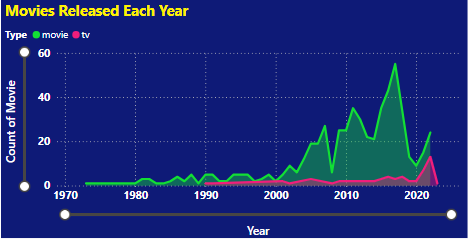 Movies Released Each Year
Type movie tv
Count of Movie
60
40
20
0
1970 1980 1990 2000 2010 2020
Year